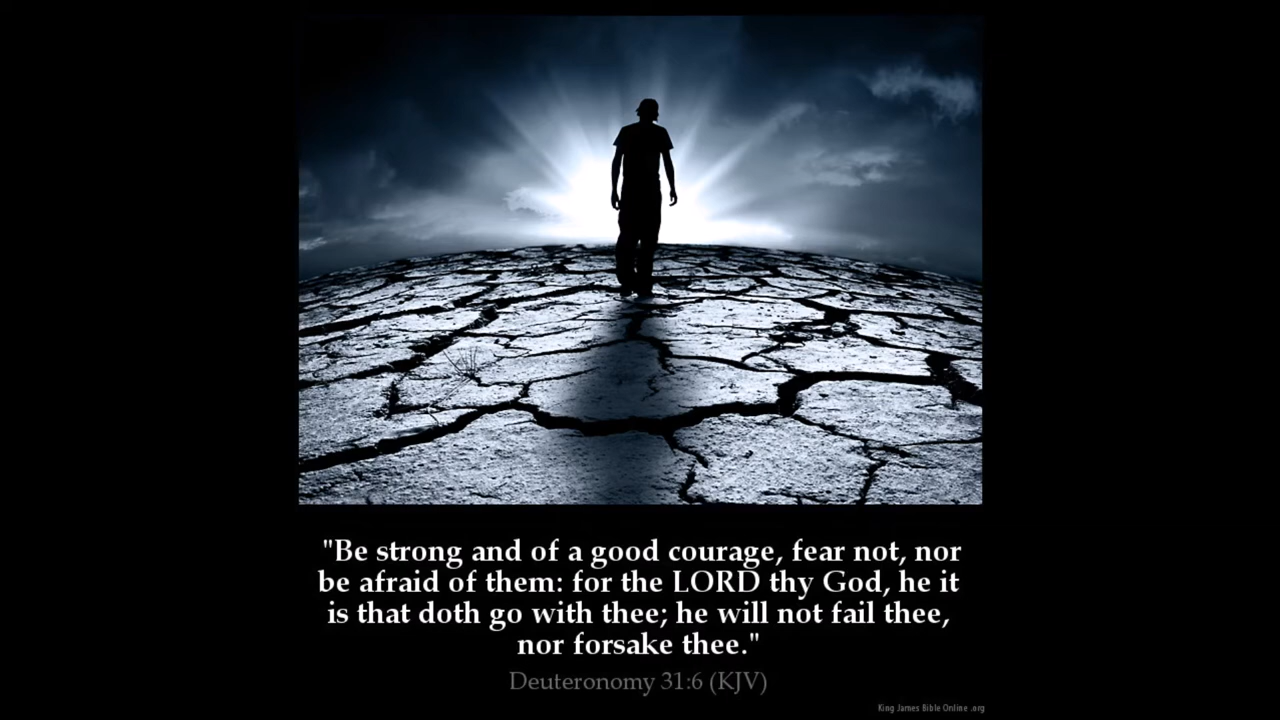 "Be strong and of a good courage, fear not, nor
be afraid of them: for the LORD thy God, he it
is that doth go with thee; he will not fail thee,
nor forsake thee."
Deuteronomy 31:6 (KJV)
King James Bible Online .org